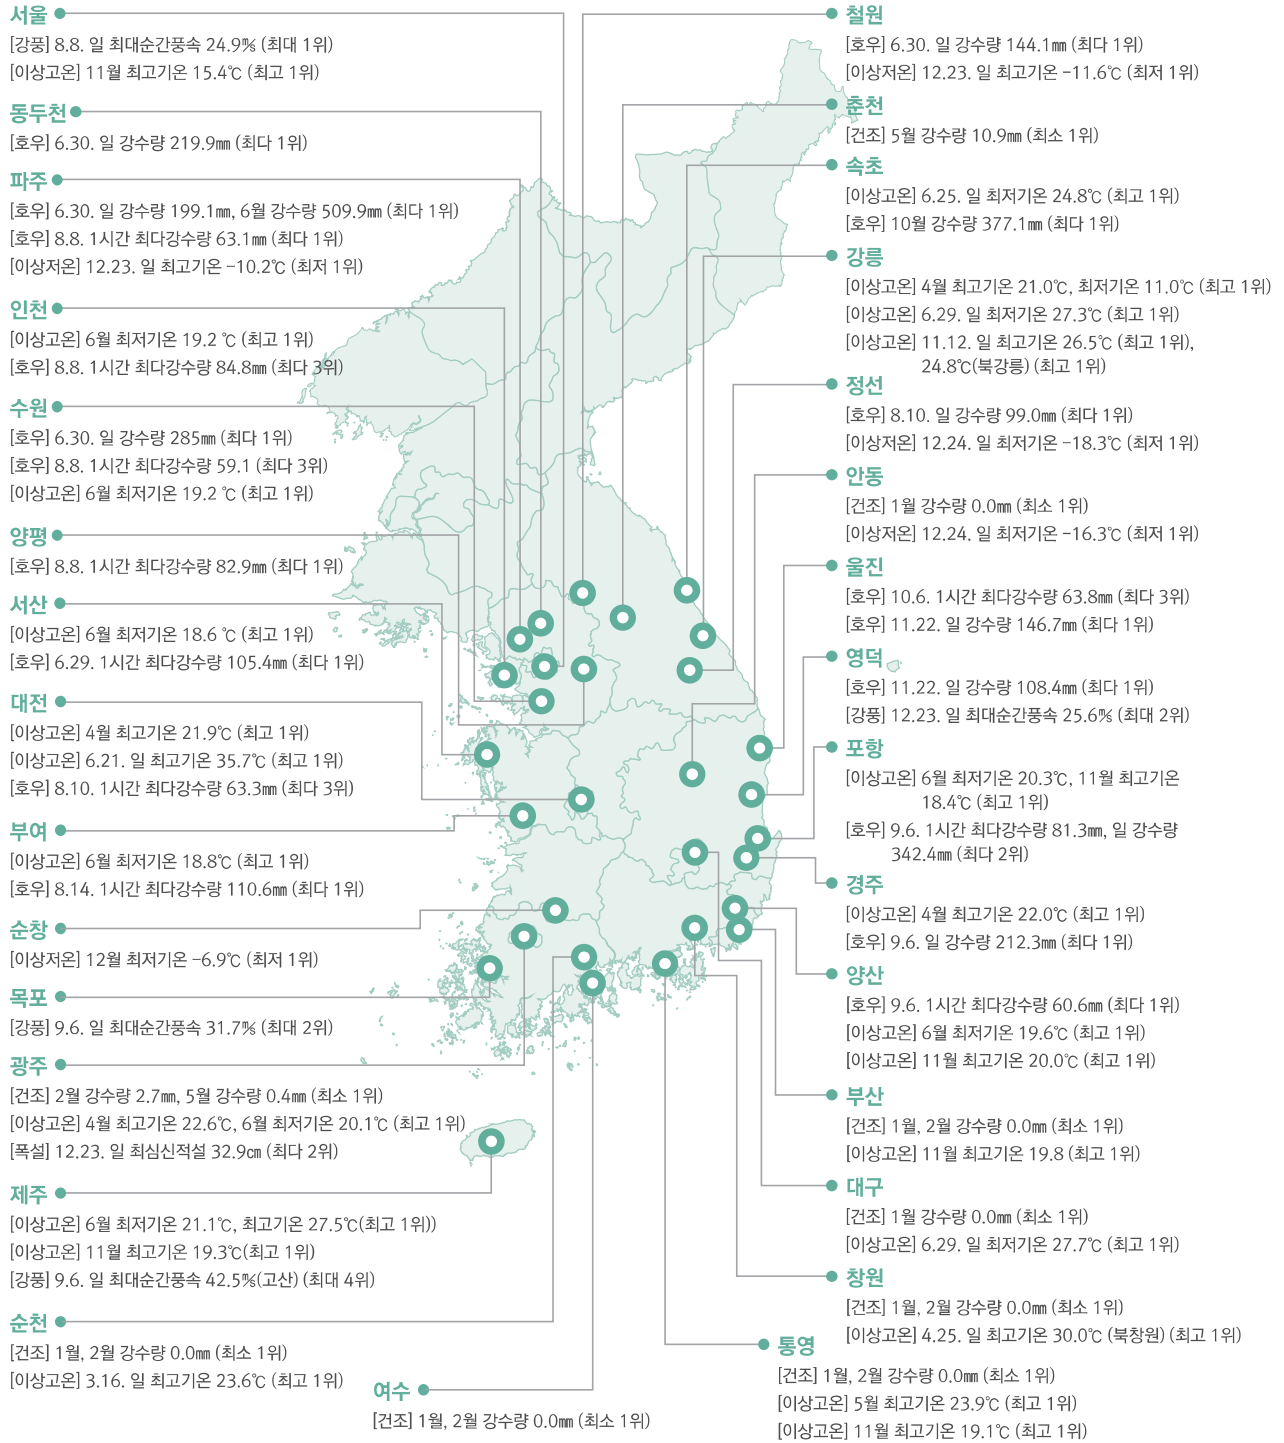 서울
[강풍] 8.8. 일 최대순간풍속 24.9㎧ (최대 1위)
[이상고온] 11월 최고기온 15.4℃ (최고 1위)
동두천
[호우] 6.30. 일 강수량 219.9㎜ (최다 1위)
파주
[호우] 6.30. 일 강수량 199.1㎜, 6월 강수량 509.9㎜ (최다 1위)
[호우] 8.8. 1시간 최다강수량 63.1㎜ (최다 1위)
[이상저온] 12.23. 일 최고기온 -10.2℃ (최저 1위)
인천
[이상고온] 6월 최저기온 19.2 ℃ (최고 1위)
[호우] 8.8. 1시간 최다강수량 84.8㎜ (최다 3위)
수원
[호우] 6.30. 일 강수량 285㎜ (최다 1위)
[호우] 8.8. 1시간 최다강수량 59.1 (최다 3위)
[이상고온] 6월 최저기온 19.2 ℃ (최고 1위)
양평
[호우] 8.8. 1시간 최다강수량 82.9㎜ (최다 1위)
서산
[이상고온] 6월 최저기온 18.6 ℃ (최고 1위)
[호우] 6.29. 1시간 최다강수량 105.4㎜ (최다 1위)
대전
[이상고온] 4월 최고기온 21.9℃ (최고 1위)
[이상고온] 6.21. 일 최고기온 35.7℃ (최고 1위)
[호우] 8.10. 1시간 최다강수량 63.3㎜ (최다 3위)
부여
[이상고온] 6월 최저기온 18.8℃ (최고 1위)
[호우] 8.14. 1시간 최다강수량 110.6㎜ (최다 1위)
순창
[이상저온] 12월 최저기온 -6.9℃ (최저 1위)
목포
[강풍] 9.6. 일 최대순간풍속 31.7㎧ (최대 2위)
광주
[건조] 2월 강수량 2.7㎜, 5월 강수량 0.4㎜ (최소 1위)
[이상고온] 4월 최고기온 22.6℃, 6월 최저기온 20.1℃ (최고 1위)
[폭설] 12.23. 일 최심신적설 32.9㎝ (최다 2위)
제주
[이상고온] 6월 최저기온 21.1℃, 최고기온 27.5℃(최고 1위))
[이상고온] 11월 최고기온 19.3℃(최고 1위)
[강풍] 9.6. 일 최대순간풍속 42.5㎧(고산) (최대 4위)
순천
[건조] 1월, 2월 강수량 0.0㎜ (최소 1위)
[이상고온] 3.16. 일 최고기온 23.6℃ (최고 1위)
여수
[건조] 1월, 2월 강수량 0.0㎜ (최소 1위)
철원
[호우] 6.30. 일 강수량 144.1㎜ (최다 1위)
[이상저온] 12.23. 일 최고기온 -11.6℃ (최저 1위)
춘천
[건조] 5월 강수량 10.9㎜ (최소 1위)
속초
[이상고온] 6.25. 일 최저기온 24.8℃ (최고 1위)
[호우] 10월 강수량 377.1㎜ (최다 1위)
강릉
[이상고온] 4월 최고기온 21.0℃, 최저기온 11.0℃ (최고 1위)
[이상고온] 6.29. 일 최저기온 27.3℃ (최고 1위)
[이상고온] 11.12. 일 최고기온 26.5℃ (최고 1위),
24.8℃(북강릉) (최고 1위)
정선
[호우] 8.10. 일 강수량 99.0㎜ (최다 1위)
[이상저온] 12.24. 일 최저기온 -18.3℃ (최저 1위)
안동
[건조] 1월 강수량 0.0㎜ (최소 1위)
[이상저온] 12.24. 일 최저기온 -16.3℃ (최저 1위)
울진
[호우] 10.6. 1시간 최다강수량 63.8㎜ (최다 3위)
[호우] 11.22. 일 강수량 146.7㎜ (최다 1위)
영덕
[호우] 11.22. 일 강수량 108.4㎜ (최다 1위)
[강풍] 12.23. 일 최대순간풍속 25.6㎧ (최대 2위)
포항
[이상고온] 6월 최저기온 20.3℃, 11월 최고기온
18.4℃ (최고 1위)
[호우] 9.6. 1시간 최다강수량 81.3㎜, 일 강수량
342.4㎜ (최다 2위)
경주
[이상고온] 4월 최고기온 22.0℃ (최고 1위)
[호우] 9.6. 일 강수량 212.3㎜ (최다 1위)
양산
[호우] 9.6. 1시간 최다강수량 60.6㎜ (최다 1위)
[이상고온] 6월 최저기온 19.6℃ (최고 1위)
[이상고온] 11월 최고기온 20.0℃ (최고 1위)
부산
[건조] 1월, 2월 강수량 0.0㎜ (최소 1위)
[이상고온] 11월 최고기온 19.8 (최고 1위)
대구
[건조] 1월 강수량 0.0㎜ (최소 1위)
[이상고온] 6.29. 일 최저기온 27.7℃ (최고 1위)
창원
[건조] 1월, 2월 강수량 0.0㎜ (최소 1위)
[이상고온] 4.25. 일 최고기온 30.0℃ (북창원) (최고 1위)
통영
[건조] 1월, 2월 강수량 0.0㎜ (최소 1위)
[이상고온] 5월 최고기온 23.9℃ (최고 1위)
[이상고온] 11월 최고기온 19.1℃ (최고 1위)